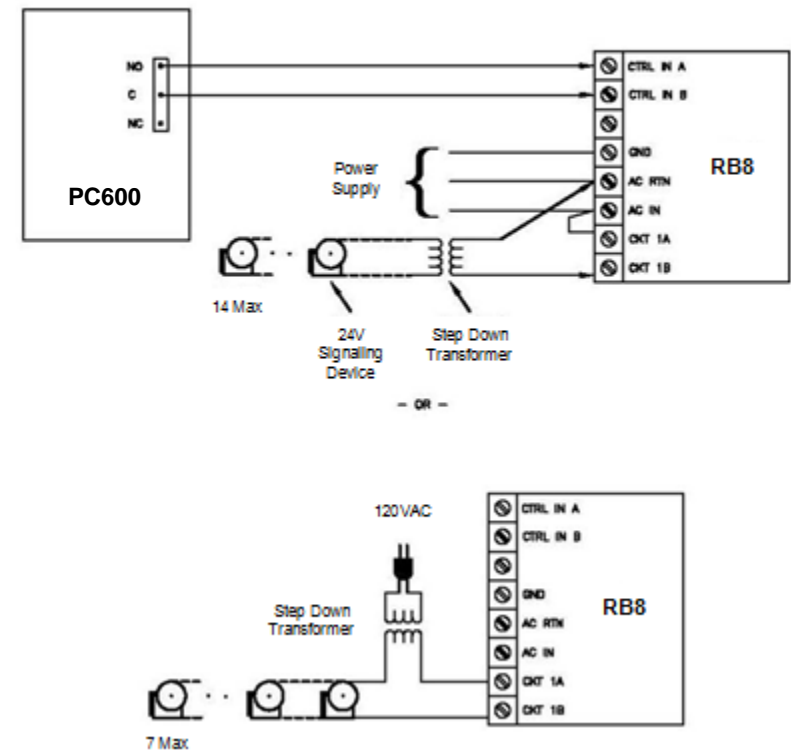 NO
C
NC
PC600
CTRL IN A
CTRL IN B
GND
AC RTN
AC IN
CKT 1A
CKT 1B
RB8
Power
Supply
14 Max
24V
Signaling
Device
Step Down
Transformer
- OR -
120VAC
Step Down
Transformer
7 Max
CTRL IN A
CTRL IN B
GND
AC RTN
AC IN
CKT 1A
CKT 1B
RB8